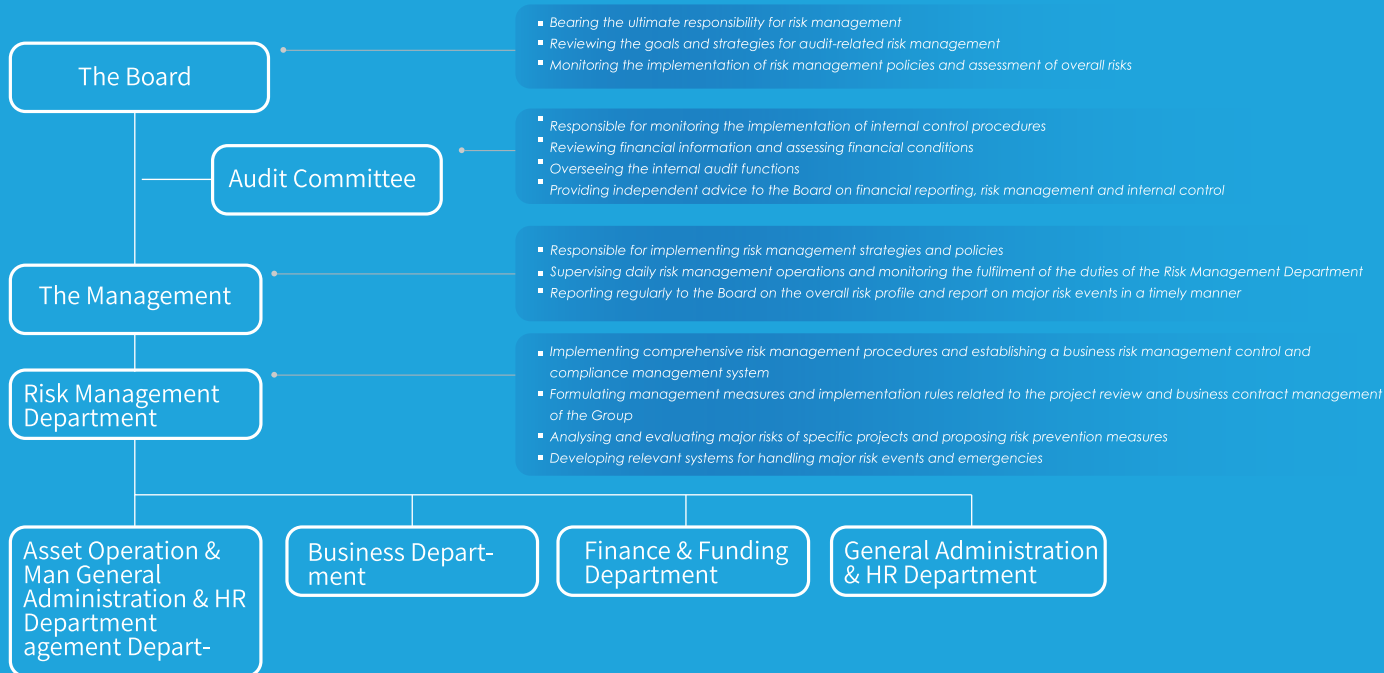 The Board
Bearing the ultimate responsibility for risk management
Reviewing the goals and strategies for audit-related risk management
Monitoring the implementation of risk management policies and assessment of overall risks
Audit Committee
Responsible for monitoring the implementation of internal control procedures
Reviewing financial information and assessing financial conditions
Overseeing the internal audit functions
Providing independent advice to the Board on financial reporting, risk management and internal control
The Management
Responsible for implementing risk management strategies and policies
Supervising daily risk management operations and monitoring the fulfilment of the duties of the Risk Management Department
Reporting regularly to the Board on the overall risk profile and report on major risk events in a timely manner
Risk Management
Department
Implementing comprehensive risk management procedures and establishing a business risk management control and
compliance management system
Formulating management measures and implementation rules related to the project review and business contract management
of the Group
Analysing and evaluating major risks of specific projects and proposing risk prevention measures
Developing relevant systems for handling major risk events and emergencies
Asset Operation &
Man General
Administration & HR
Department
agement Depart-
Business Depart-
ment
Finance & Funding
Department
General Administration
& HR Department